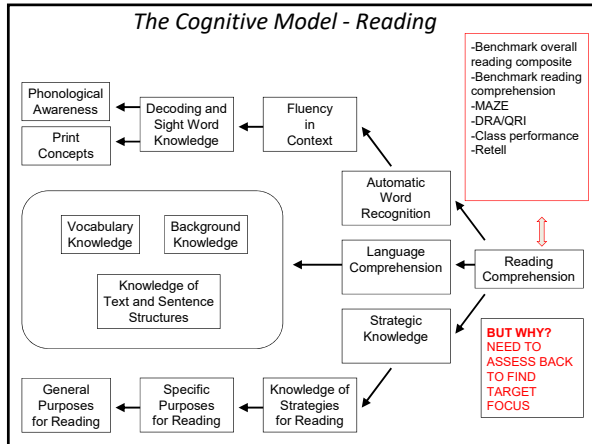 The Cognitive Model - Reading
-Benchmark overall
reading composite
-Benchmark reading
comprehension
-MAZE
-DRA/QRI
-Class performance
-Retell
Phonological
Awareness
Print
Concepts
Decoding and
Sight Word
Knowledge
Fluency
in
Context
Automatic
Word
Recognition
Vocabulary
Knowledge
Background
Knowledge
Knowledge of
Text and Sentence
Structures
Language
Comprehension
Reading
Comprehension
Strategic
Knowledge
BUT WHY?
NEED TO
ASSESS BACK
TO FIND
TARGET
FOCUS
General
Purposes
for Reading
Specific
Purposes
for Reading
Knowledge of
Strategies
for Reading